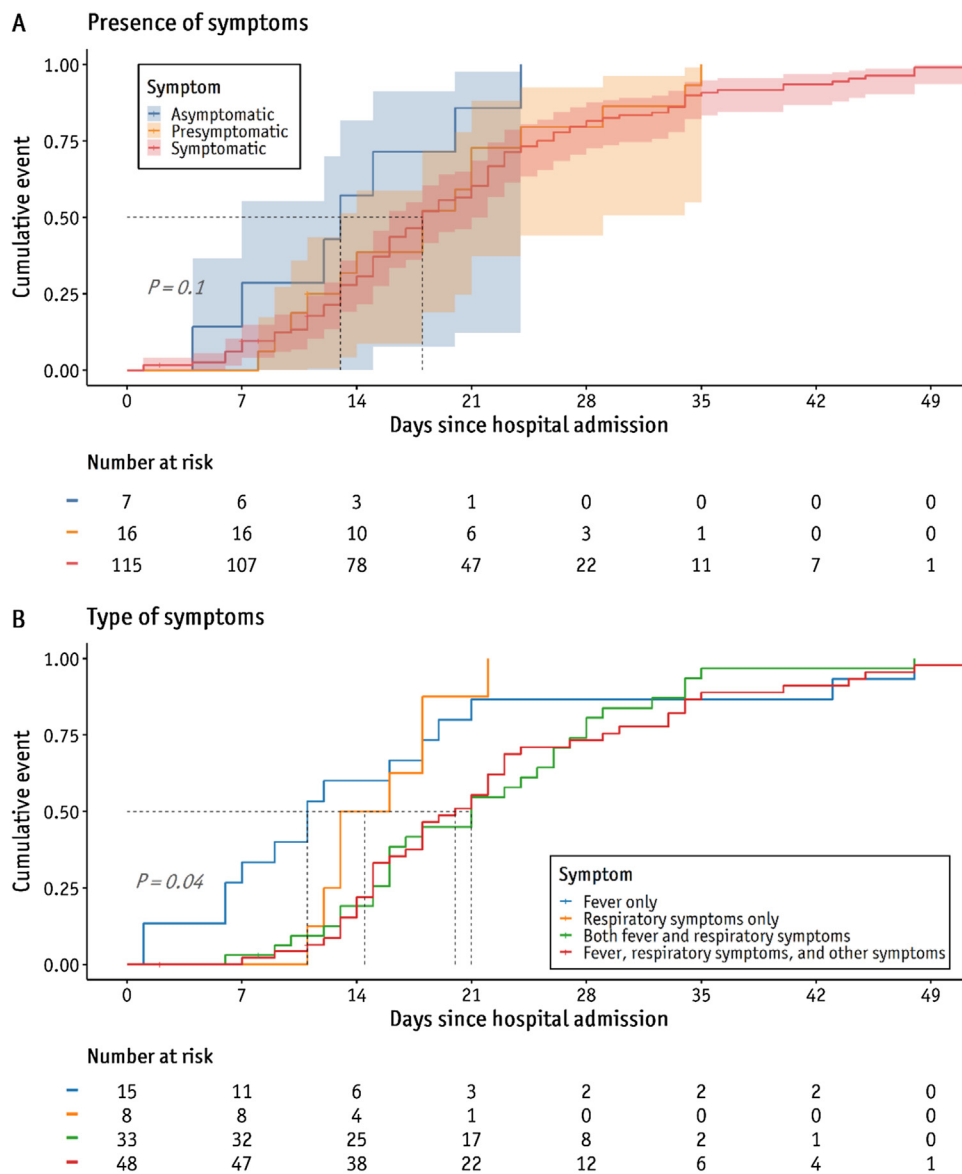 A Presence of symptoms
1.00
0.75
0.50
0.25
0.00
Cumulative event
Symptom
Asymptomatic
Presymptomatic
Symptomatic
P = 0.1
0 7 14 21 28 35 42 49
Days since hospital admission
Number at risk
7 6 3 1 0 0 0 0
16 16 10 6 3 1 0 0
115 107 78 47 22 11 7 1
B Type of symptoms
1.00
0.75
0.50
0.25
0.00
Cumulative event
P = 0.04
Symptom
Fever only
Respiratory symptoms only
Both fever and respiratory symptoms
Fever, respiratory symptoms, and other symptoms
0 7 14 21 28 35 42 49
Days since hospital admission
Number at risk
15 11 6 3 2 2 2 0
8 8 4 1 0 0 0 0
33 32 25 17 8 2 1 0
48 47 38 22 12 6 4 1